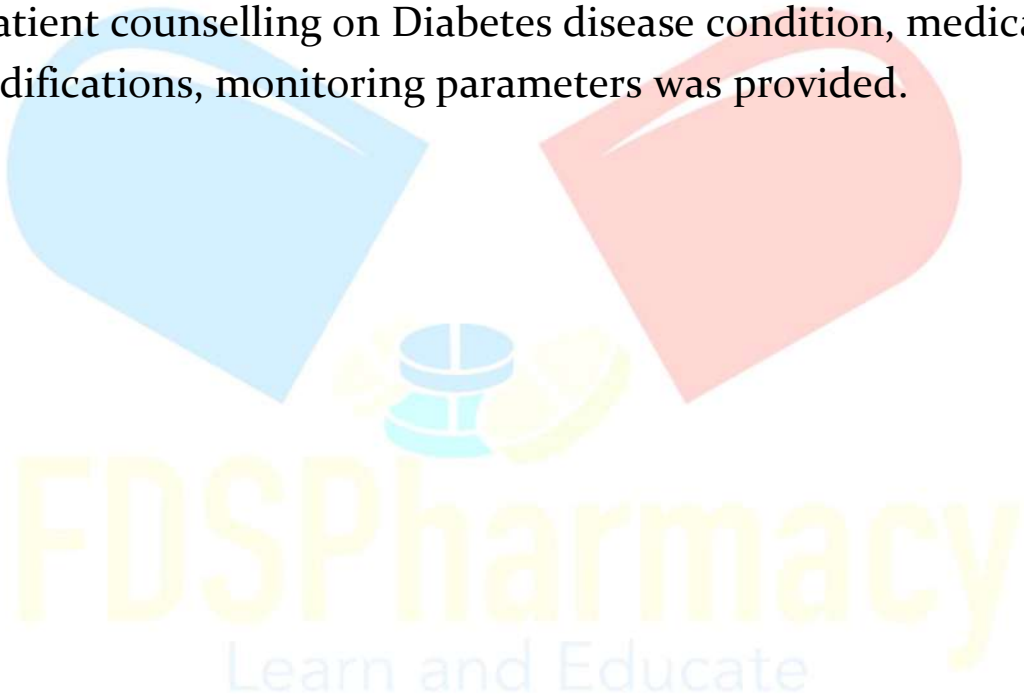 atient counselling on Diabetes disease condition, medica
difications, monitoring parameters was provided.
FDSPharmacy
Learn and Educate